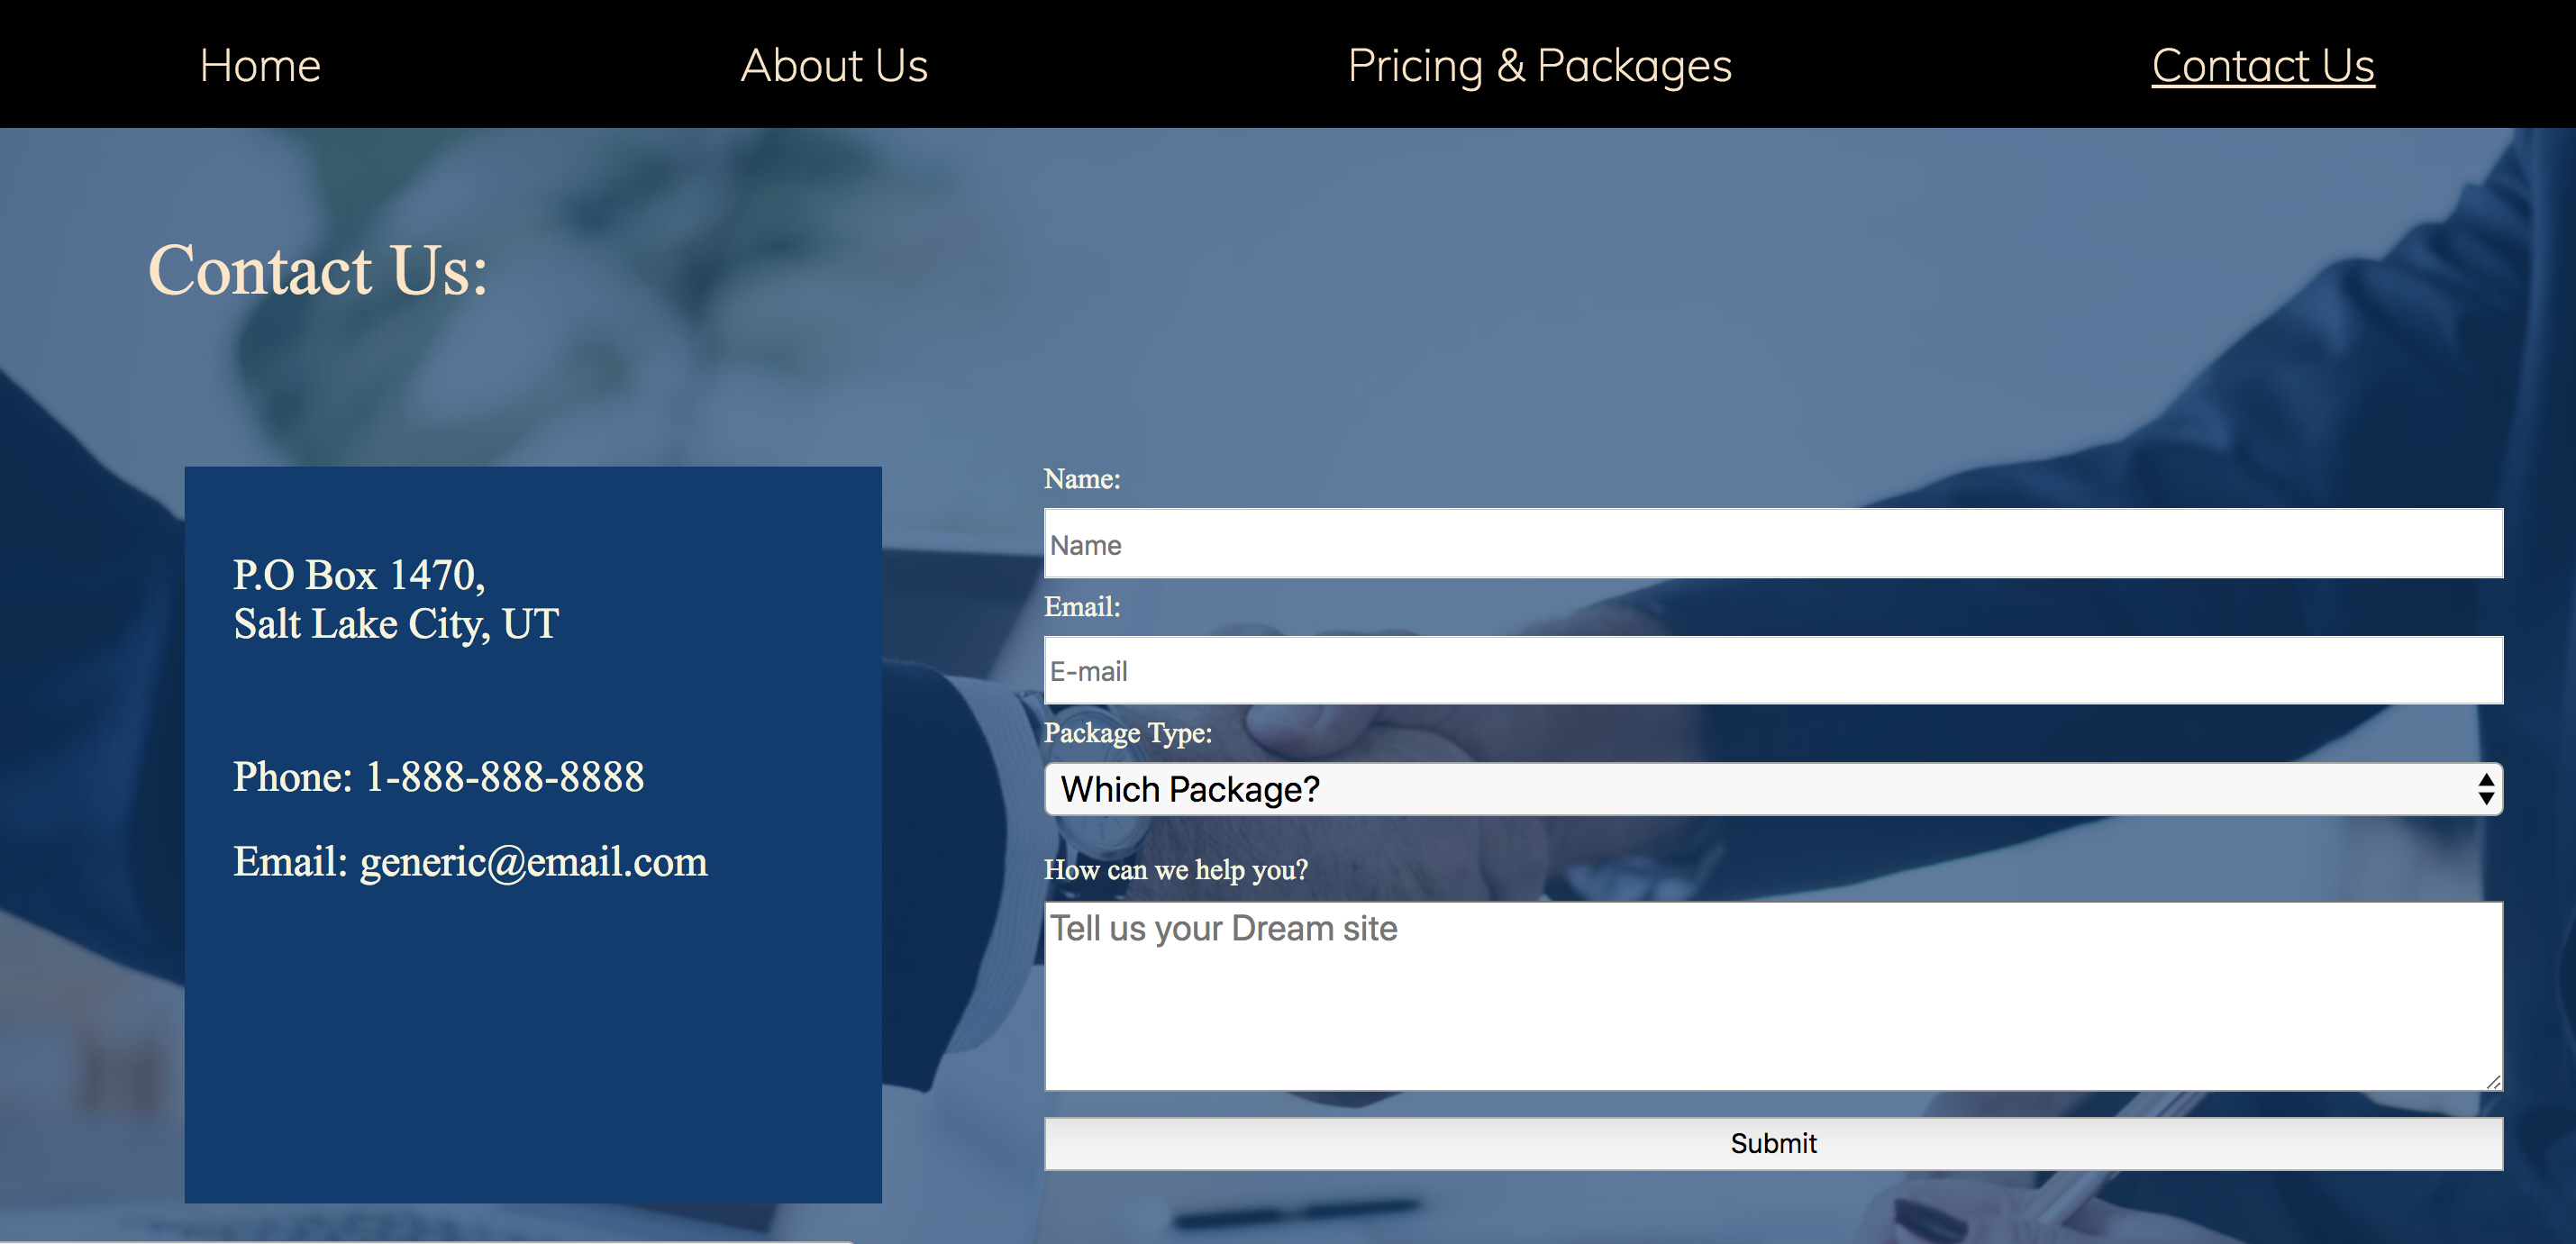 Home
About Us
Pricing & Packages
Contact Us
Contact Us:
P.O Box 1470,
Salt Lake City, UT
Phone: 1-888-888-8888
Email: generic@email.com
Name:
Name
Email:
E-mail
Package Type:
Which Package?
How can we help you?
Tell us your Dream site
Submit